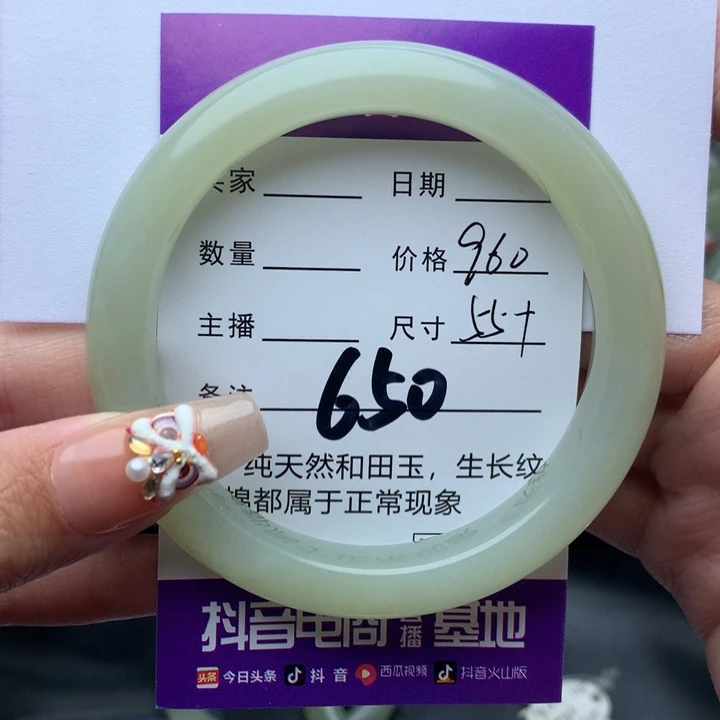 家 日期
数量 价格 960
主播 尺寸 55+
备注
650
纯天然和田玉，生长纹
棉都属于正常现象
抖音电商直播基地
头条 今日头条 抖音 西瓜视频 抖音火山版